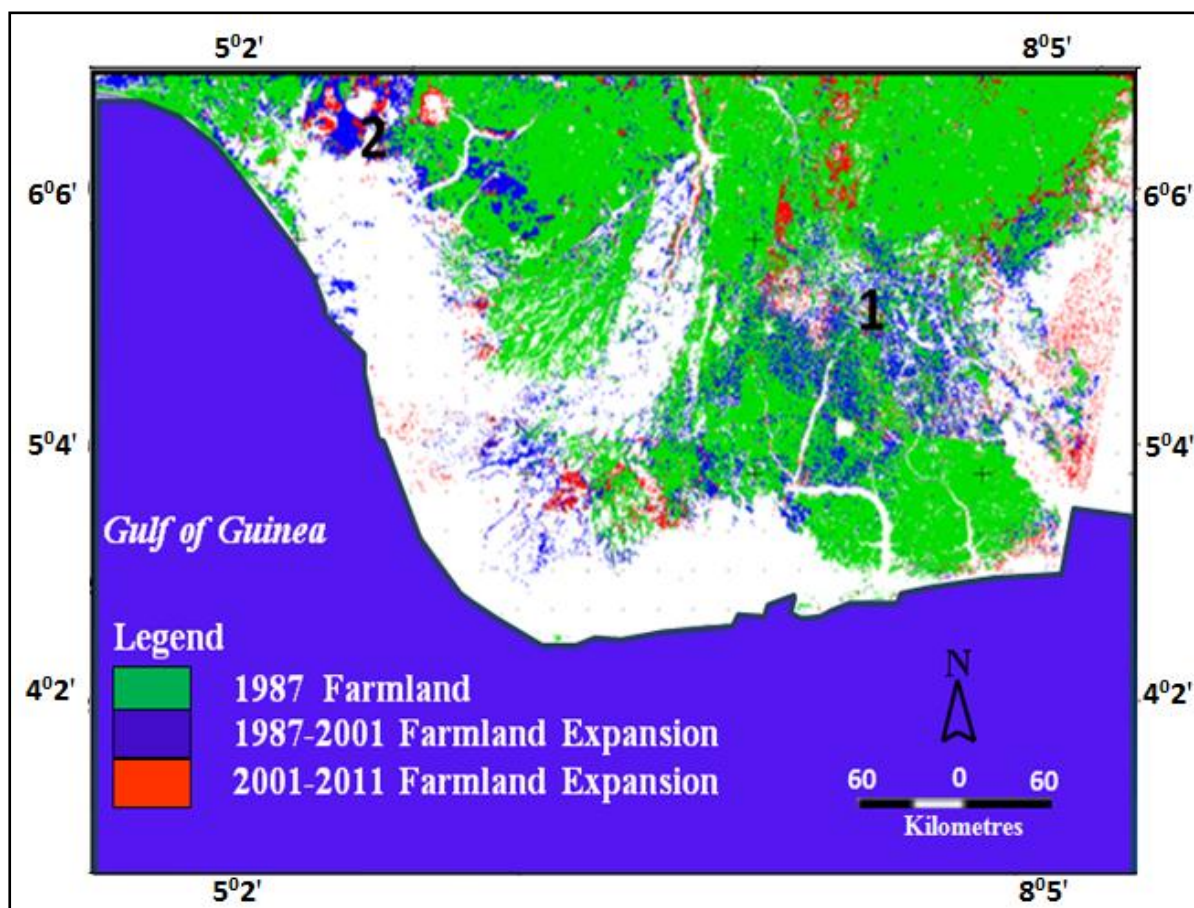 5⁰2' 8⁰5'
2
6⁰6' 6⁰6'
1
5⁰4' 5⁰4'
Gulf of Guinea
Legend
1987 Farmland
N
4⁰2' 4⁰2'
1987-2001 Farmland Expansion
2001-2011 Farmland Expansion
60 0 60
Kilometres
5⁰2' 8⁰5'